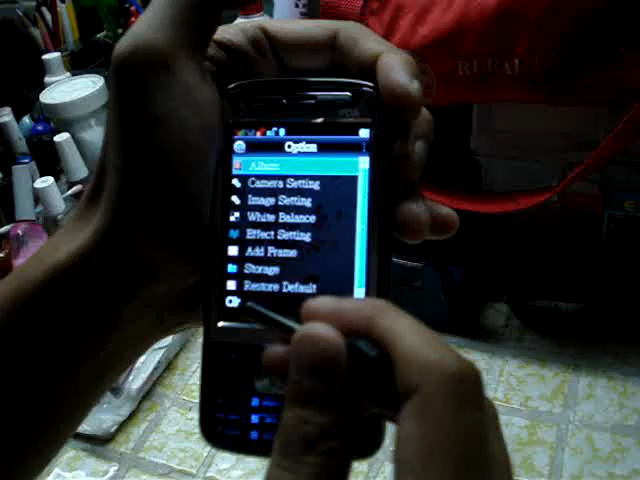 Option
Album
Camera Setting
Image Setting
White Balance
Effect Setting
Add Frame
Storage
Restore Default